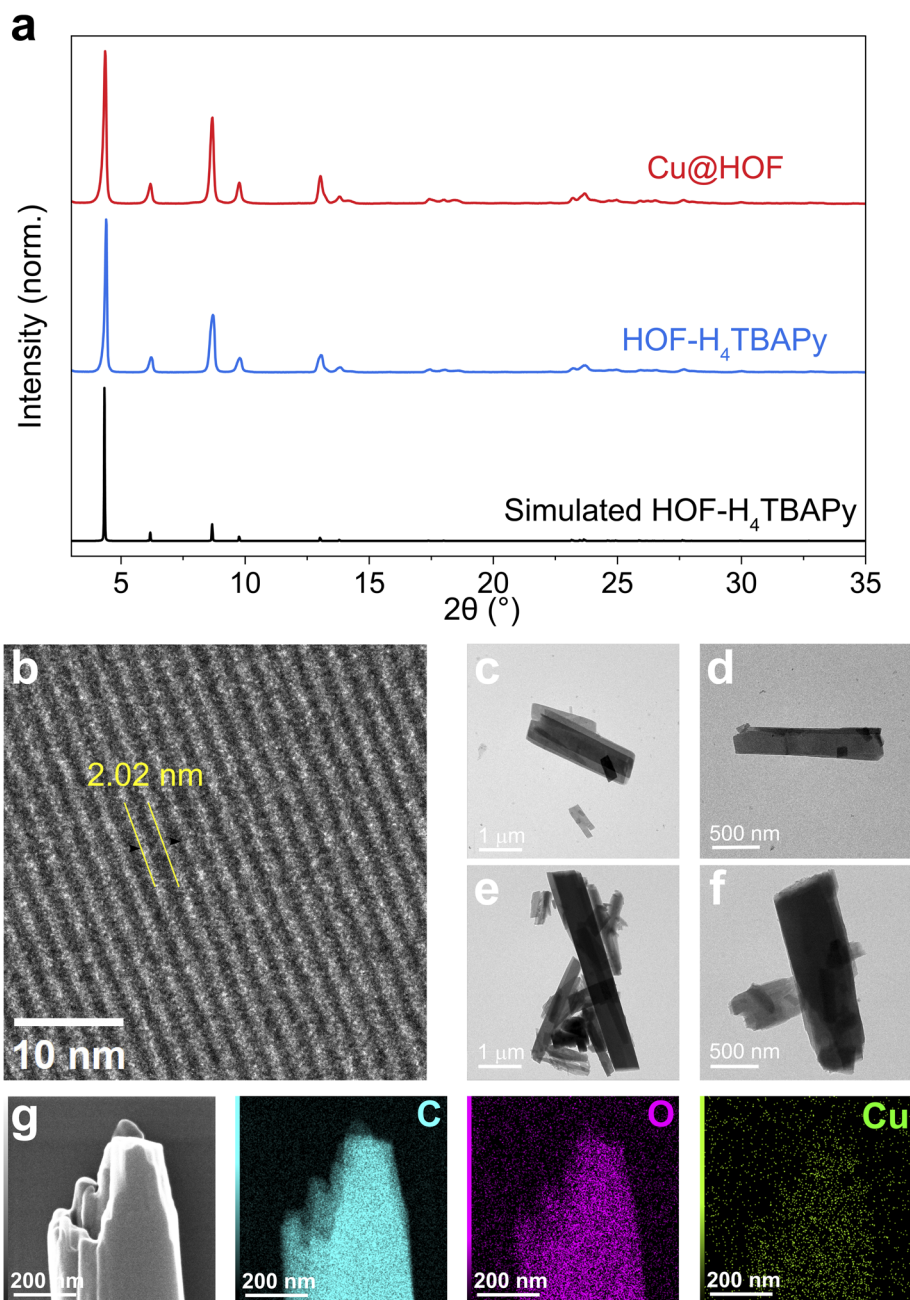 a
Intensity (norm.)
Cu@HOF
HOF-H₄TBAPy
Simulated HOF-H₄TBAPy
5 10 15 20 25 30 35
2θ (°)
b
2.02 nm
10 nm
c
1 μm
d
500 nm
e
1 μm
f
500 nm
g
200 nm
C
200 nm
O
200 nm
Cu
200 nm